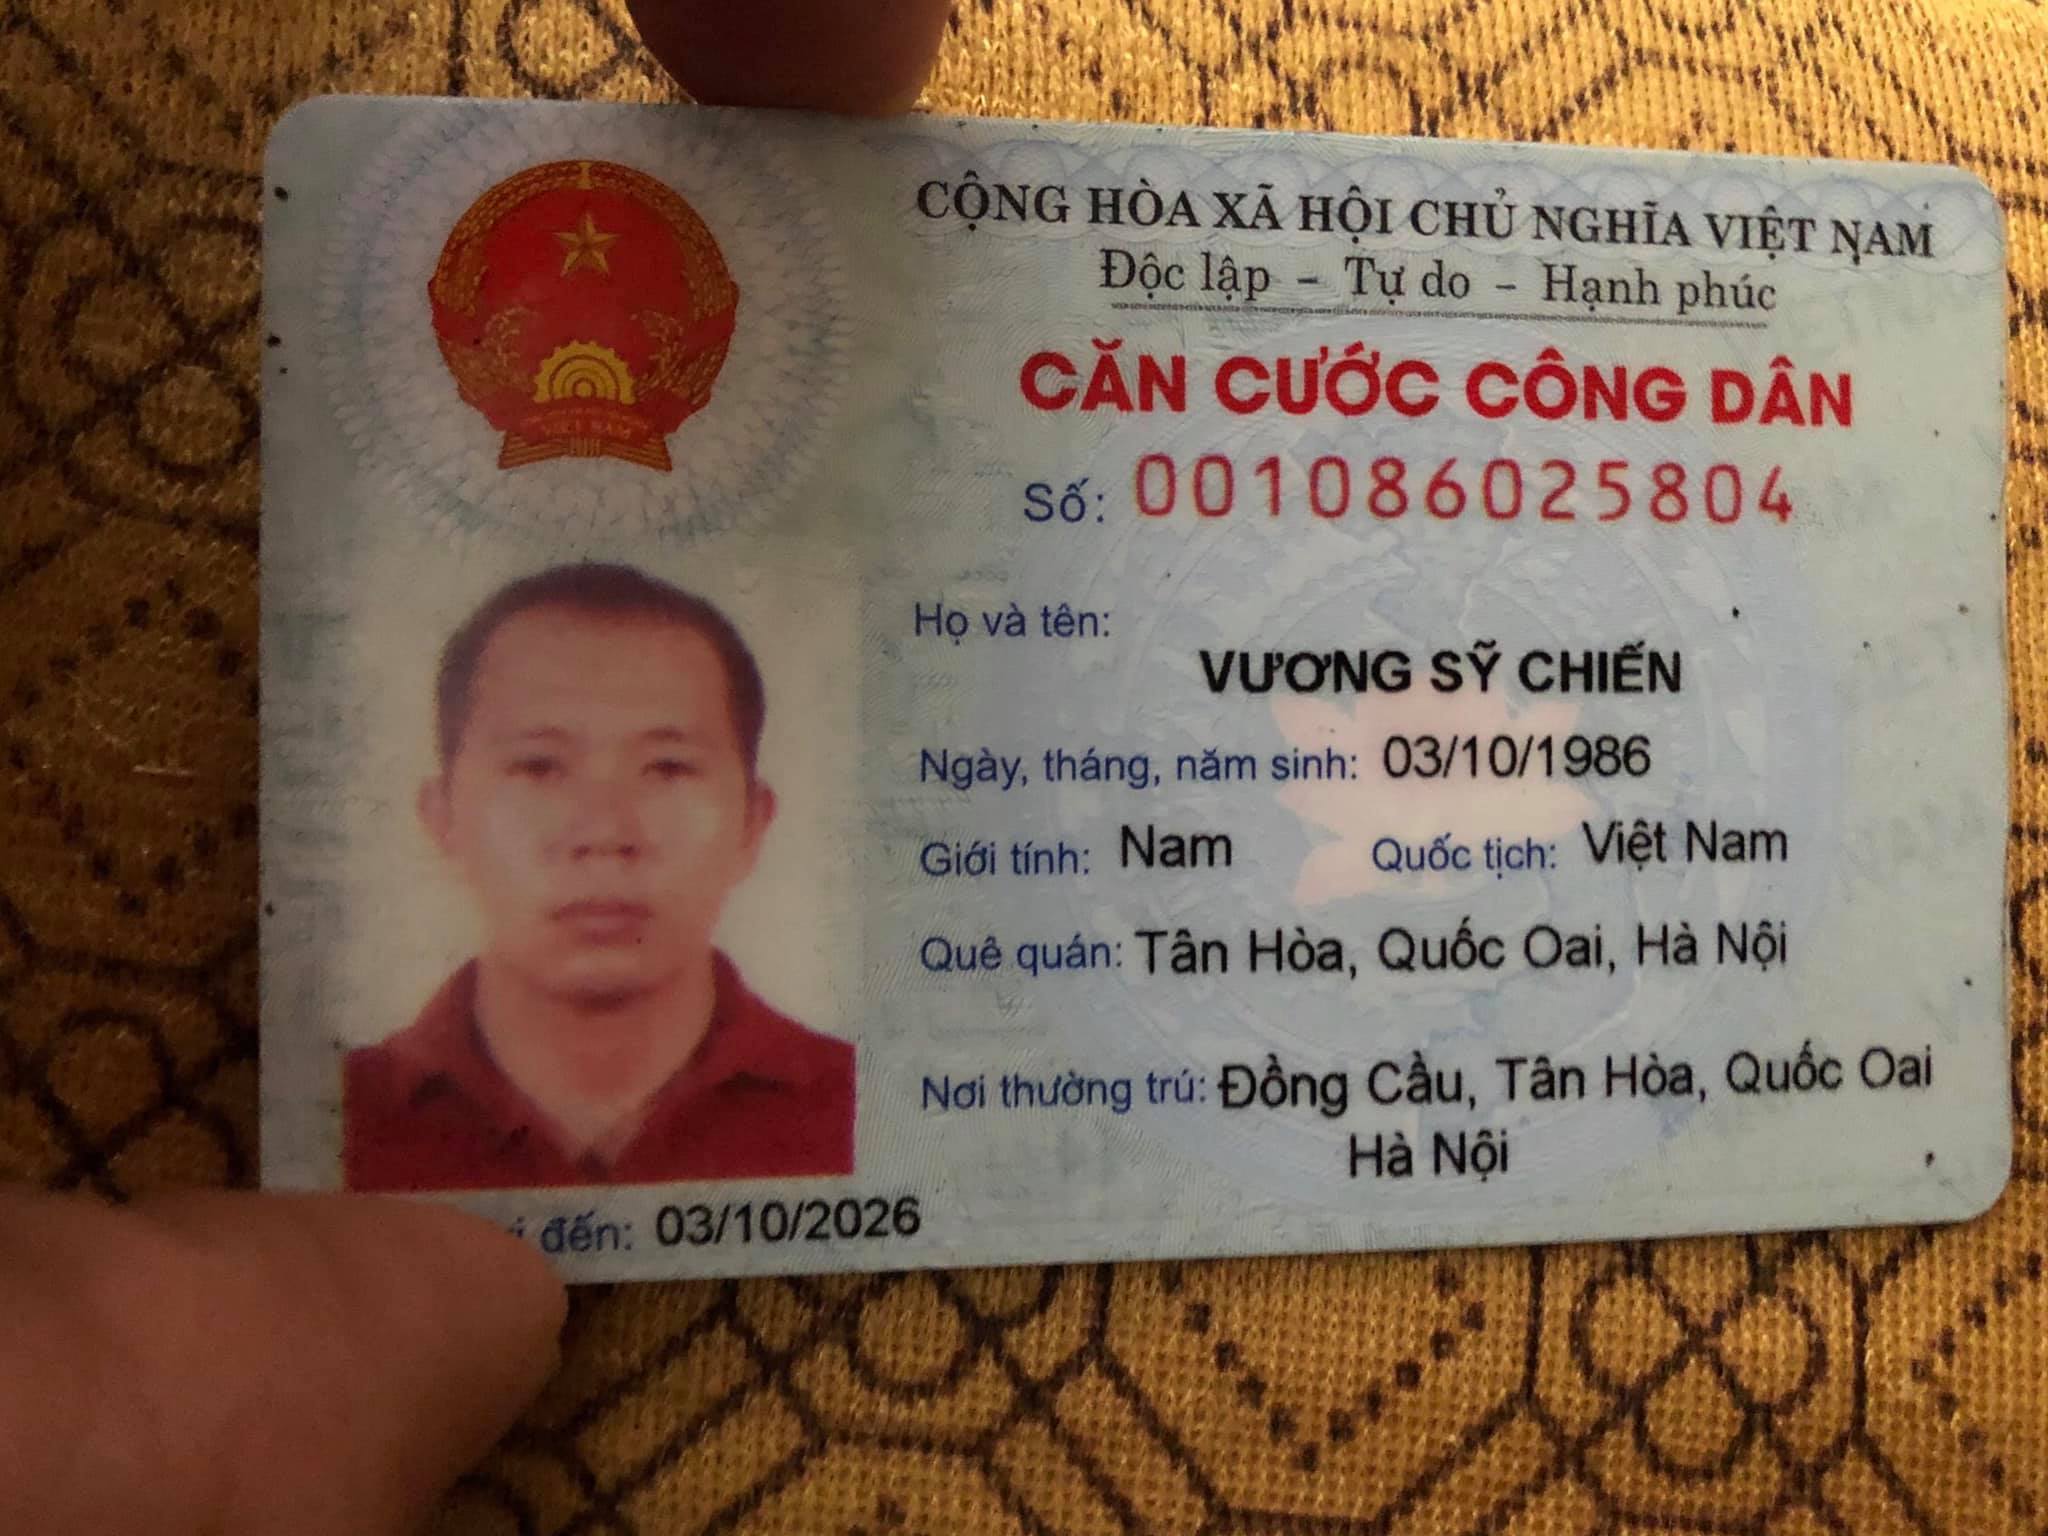 CỘNG HÒA XÃ HỘI CHỦ NGHĨA VIỆT NAM
Độc lập – Tự do – Hạnh phúc
CĂN CƯỚC CÔNG DÂN
Số: 001086025804
Họ và tên:
VƯƠNG SỸ CHIẾN
Ngày, tháng, năm sinh: 03/10/1986
Giới tính: Nam Quốc tịch: Việt Nam
Quê quán: Tân Hòa, Quốc Oai, Hà Nội
Nơi thường trú: Đồng Cầu, Tân Hòa, Quốc Oai
Hà Nội
đến: 03/10/2026
VIỆT NAM